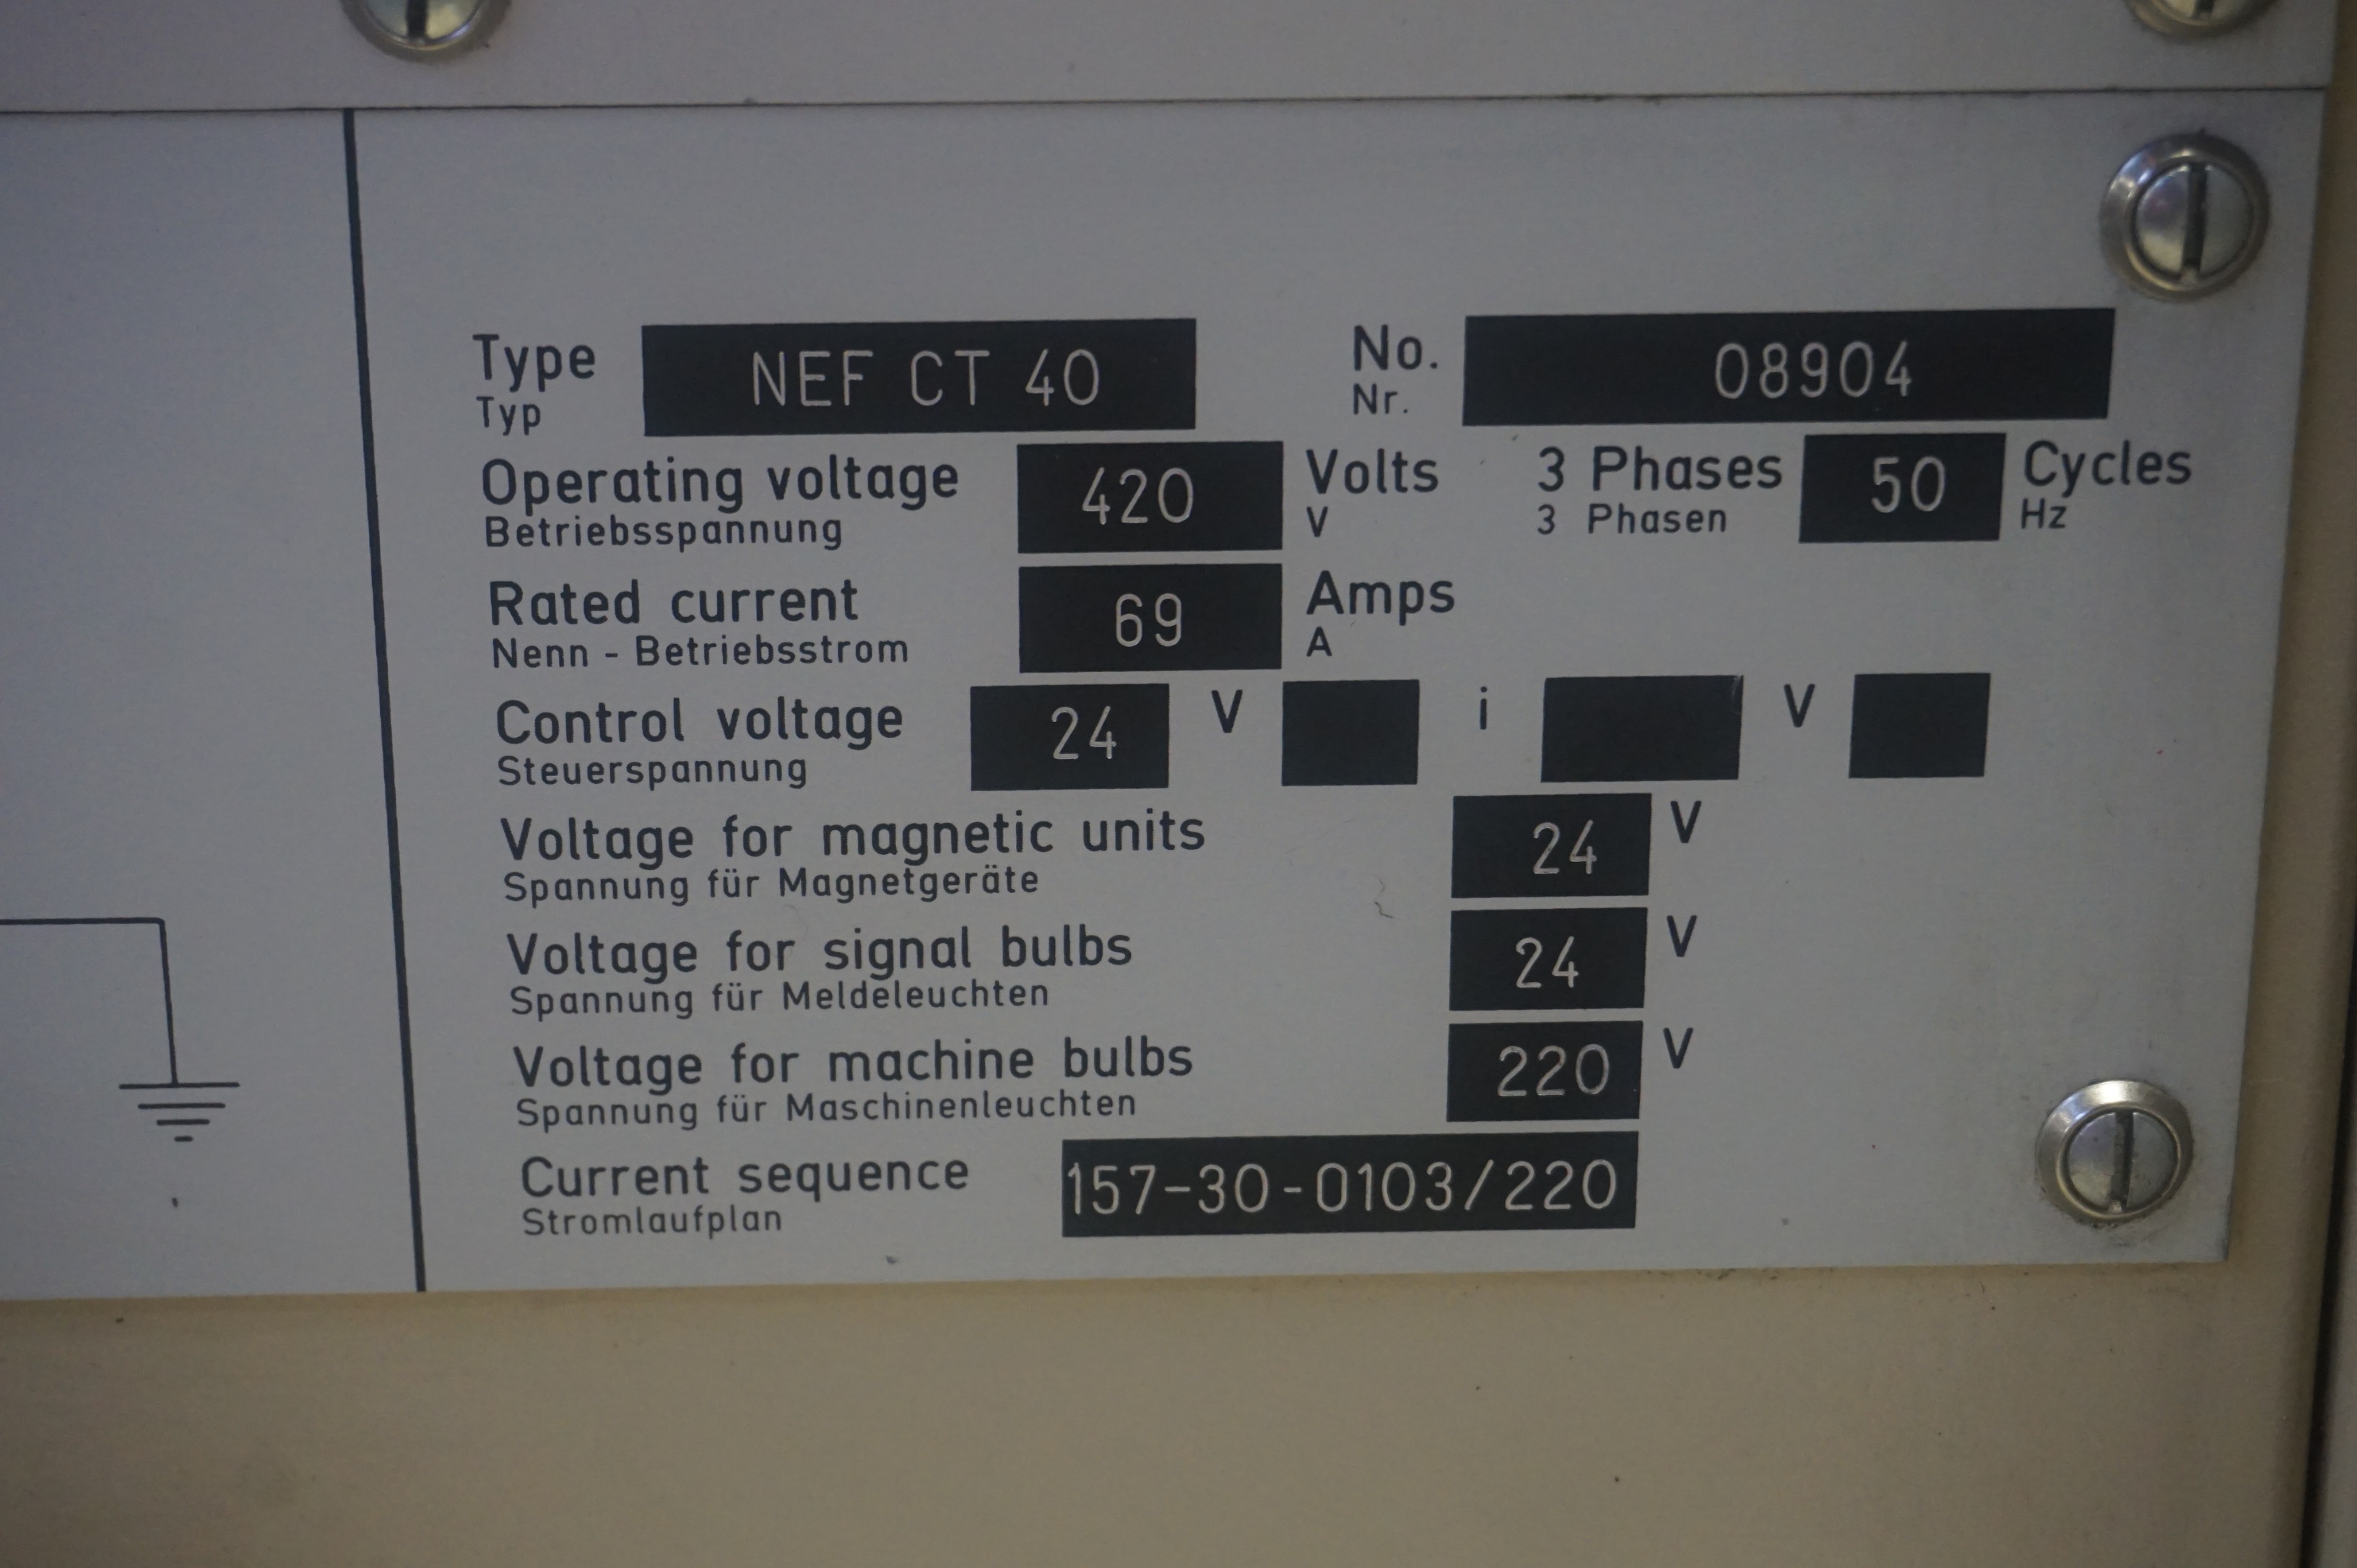 Type NEF CT 40 No. 08904
Typ Nr.
Operating voltage 420 Volts 3 Phases 50 Cycles
Betriebsspannung V 3 Phasen Hz
Rated current 69 Amps
Nenn - Betriebsstrom A
Control voltage 24 V i V
Steuerspannung
Voltage for magnetic units 24 V
Spannung für Magnetgeräte
Voltage for signal bulbs 24 V
Spannung für Meldeleuchten
Voltage for machine bulbs 220 V
Spannung für Maschinenleuchten
Current sequence 157-30-0103/220
Stromlaufplan